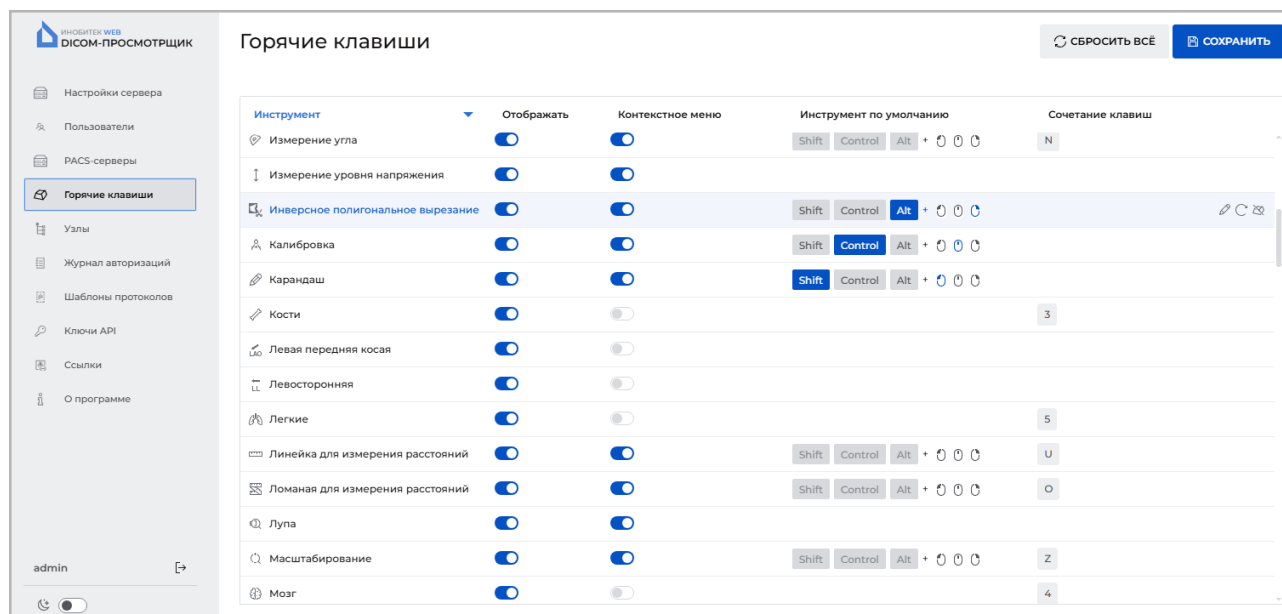 ИНОБИТЕК WEB
DICOM-ПРОСМОТРЩИК
Горячие клавиши
СБРОСИТЬ ВСЁ
СОХРАНИТЬ
Настройки сервера
Пользователи
PACS-серверы
Горячие клавиши
Узлы
Журнал авторизаций
Шаблоны протоколов
Ключи API
Ссылки
О программе
admin
Инструмент Отображать Контекстное меню Инструмент по умолчанию Сочетание клавиш
Измерение угла Shift Control Alt + N
Измерение уровня напряжения
Инверсное полигональное вырезание Shift Control Alt +
Калибровка Shift Control Alt +
Карандаш Shift Control Alt +
Кости 3
LAO Левая передняя косая
LL Левосторонняя
Легкие 5
Линейка для измерения расстояний Shift Control Alt + U
Ломаная для измерения расстояний Shift Control Alt + O
Лупа
Масштабирование Shift Control Alt + Z
Мозг 4